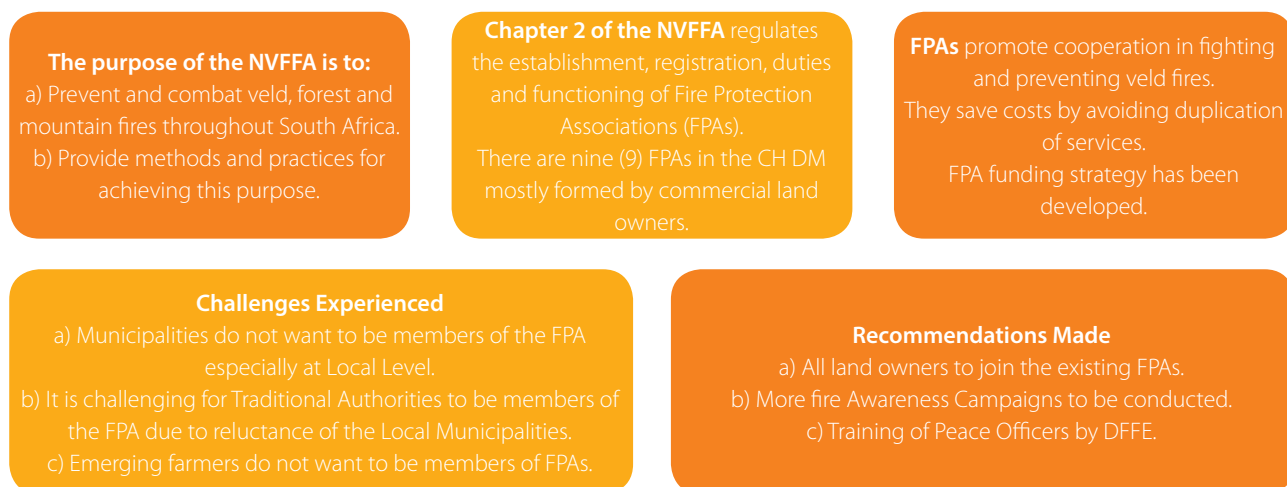 The purpose of the NVFFA is to:
a) Prevent and combat veld, forest and
mountain fires throughout South Africa.
b) Provide methods and practices for
achieving this purpose.
Chapter 2 of the NVFFA regulates
the establishment, registration, duties
and functioning of Fire Protection
Associations (FPAs).
There are nine (9) FPAs in the CH DM
mostly formed by commercial land
owners.
FPAs promote cooperation in fighting
and preventing veld fires.
They save costs by avoiding duplication
of services.
FPA funding strategy has been
developed.
Challenges Experienced
a) Municipalities do not want to be members of the FPA
especially at Local Level.
b) It is challenging for Traditional Authorities to be members of
the FPA due to reluctance of the Local Municipalities.
c) Emerging farmers do not want to be members of FPAs.
Recommendations Made
a) All land owners to join the existing FPAs.
b) More fire Awareness Campaigns to be conducted.
c) Training of Peace Officers by DFFE.